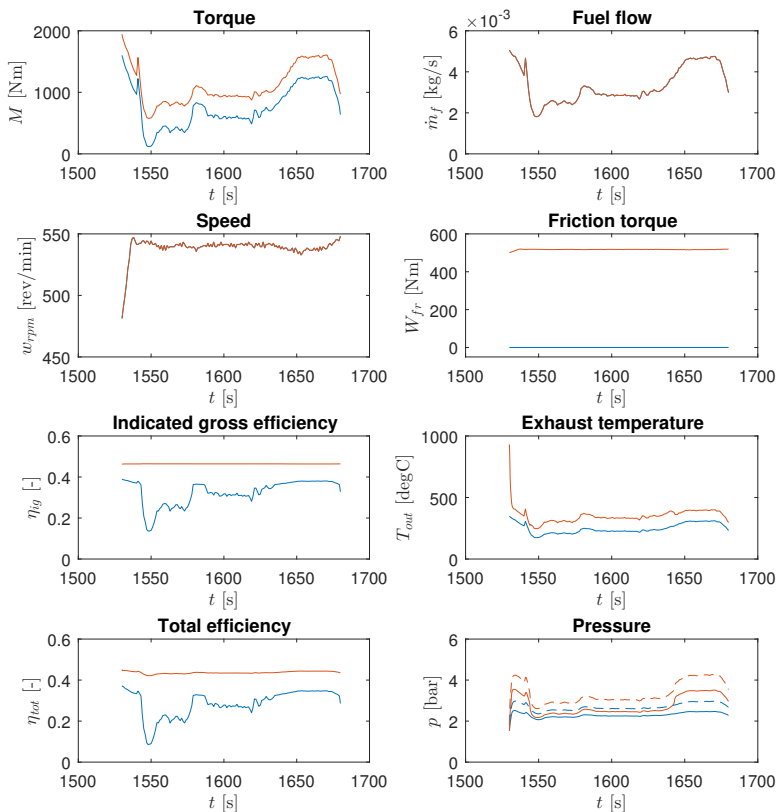 Torque
2000
1000
0
M [Nm]
1500 1550 1600 1650 1700
t [s]
Fuel flow
×10⁻³
6
4
2
0
ṁ_f [kg/s]
1500 1550 1600 1650 1700
t [s]
Speed
550
500
450
w_rpm [rev/min]
1500 1550 1600 1650 1700
t [s]
Friction torque
600
400
200
0
W_fr [Nm]
1500 1550 1600 1650 1700
t [s]
Indicated gross efficiency
0.6
0.4
0.2
0
η_ig [-]
1500 1550 1600 1650 1700
t [s]
Exhaust temperature
1000
500
0
T_out [degC]
1500 1550 1600 1650 1700
t [s]
Total efficiency
0.6
0.4
0.2
0
η_tot [-]
1500 1550 1600 1650 1700
t [s]
Pressure
6
4
2
0
p [bar]
1500 1550 1600 1650 1700
t [s]